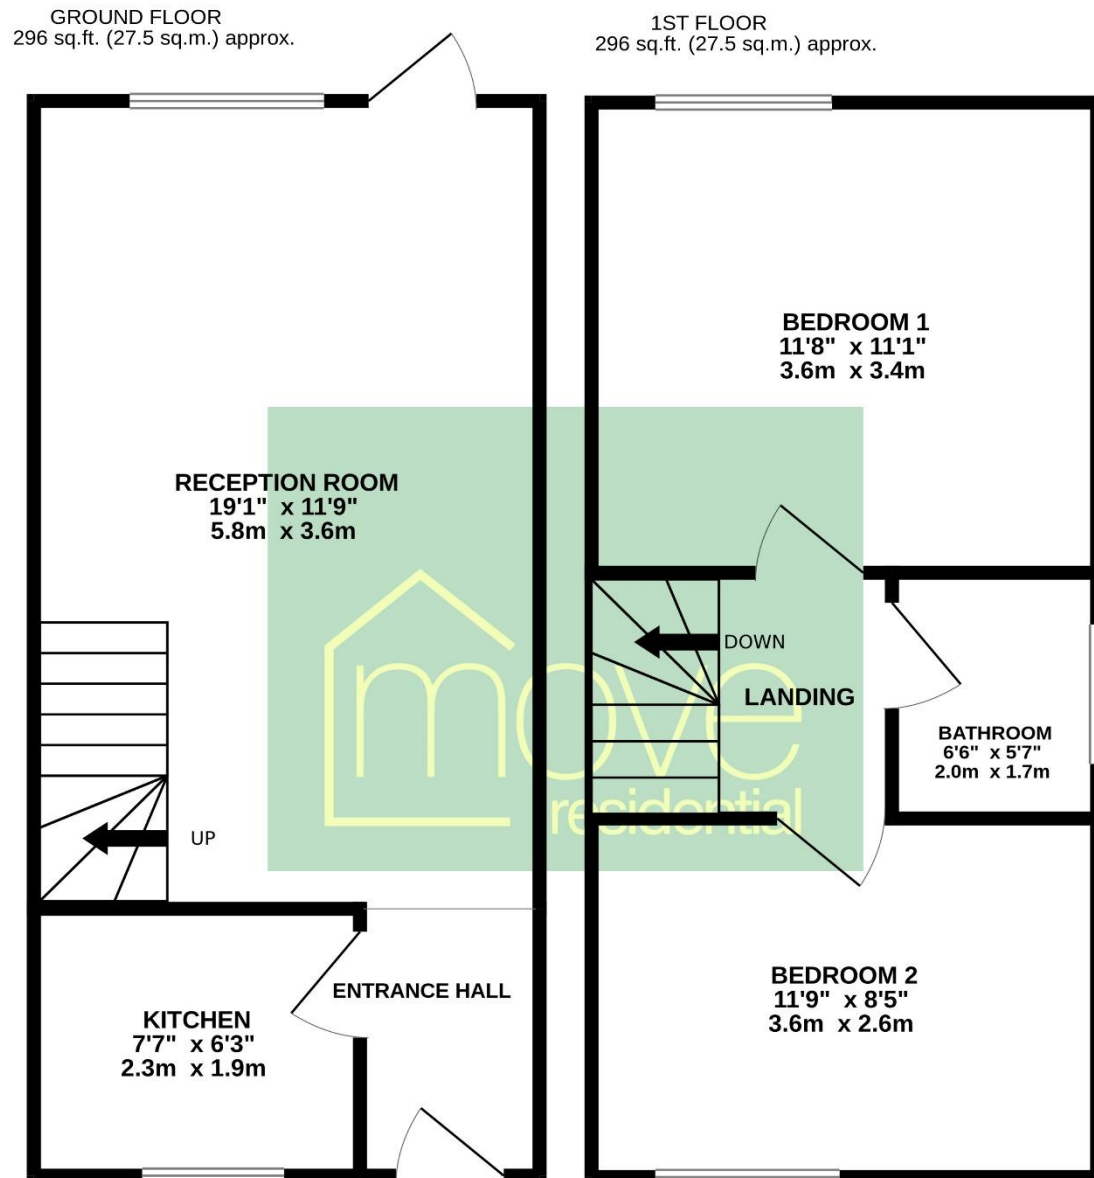 GROUND FLOOR
296 sq.ft. (27.5 sq.m.) approx.
1ST FLOOR
296 sq.ft. (27.5 sq.m.) approx.
BEDROOM 1
11'8" x 11'1"
3.6m x 3.4m
RECEPTION ROOM
19'1" x 11'9"
5.8m x 3.6m
DOWN
LANDING
BATHROOM
6'6" x 5'7"
2.0m x 1.7m
move
residential
UP
ENTRANCE HALL
KITCHEN
7'7" x 6'3"
2.3m x 1.9m
BEDROOM 2
11'9" x 8'5"
3.6m x 2.6m